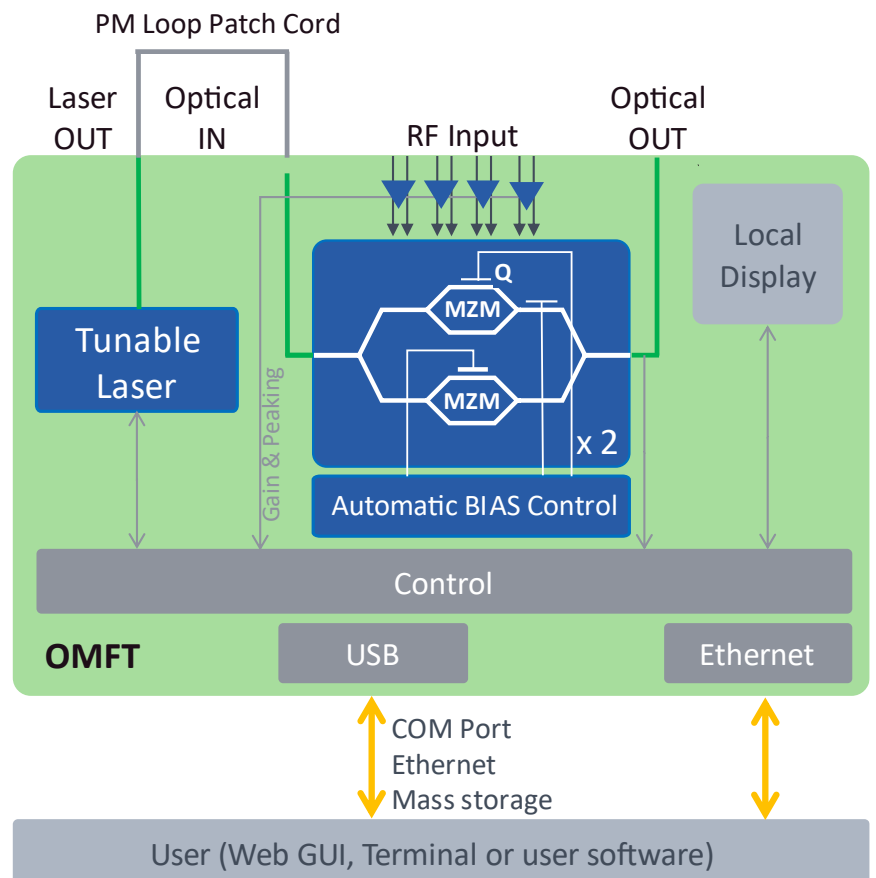 PM Loop Patch Cord
Laser
OUT
Optical
IN
RF Input
Optical
OUT
Local
Display
Q
MZM
Tunable
Laser
MZM
x 2
Gain & Peaking
Automatic BIAS Control
Control
OMFT
USB
Ethernet
COM Port
Ethernet
Mass storage
User (Web GUI, Terminal or user software)